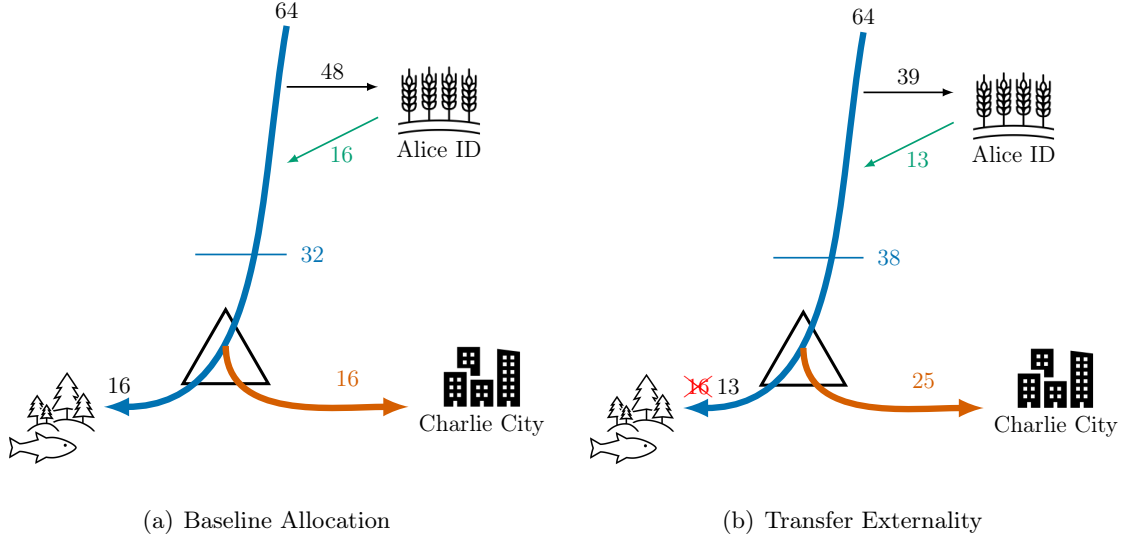 64
48
Alice ID
16
32
16
16
Charlie City
(a) Baseline Allocation
64
39
Alice ID
13
38
16 13
25
Charlie City
(b) Transfer Externality